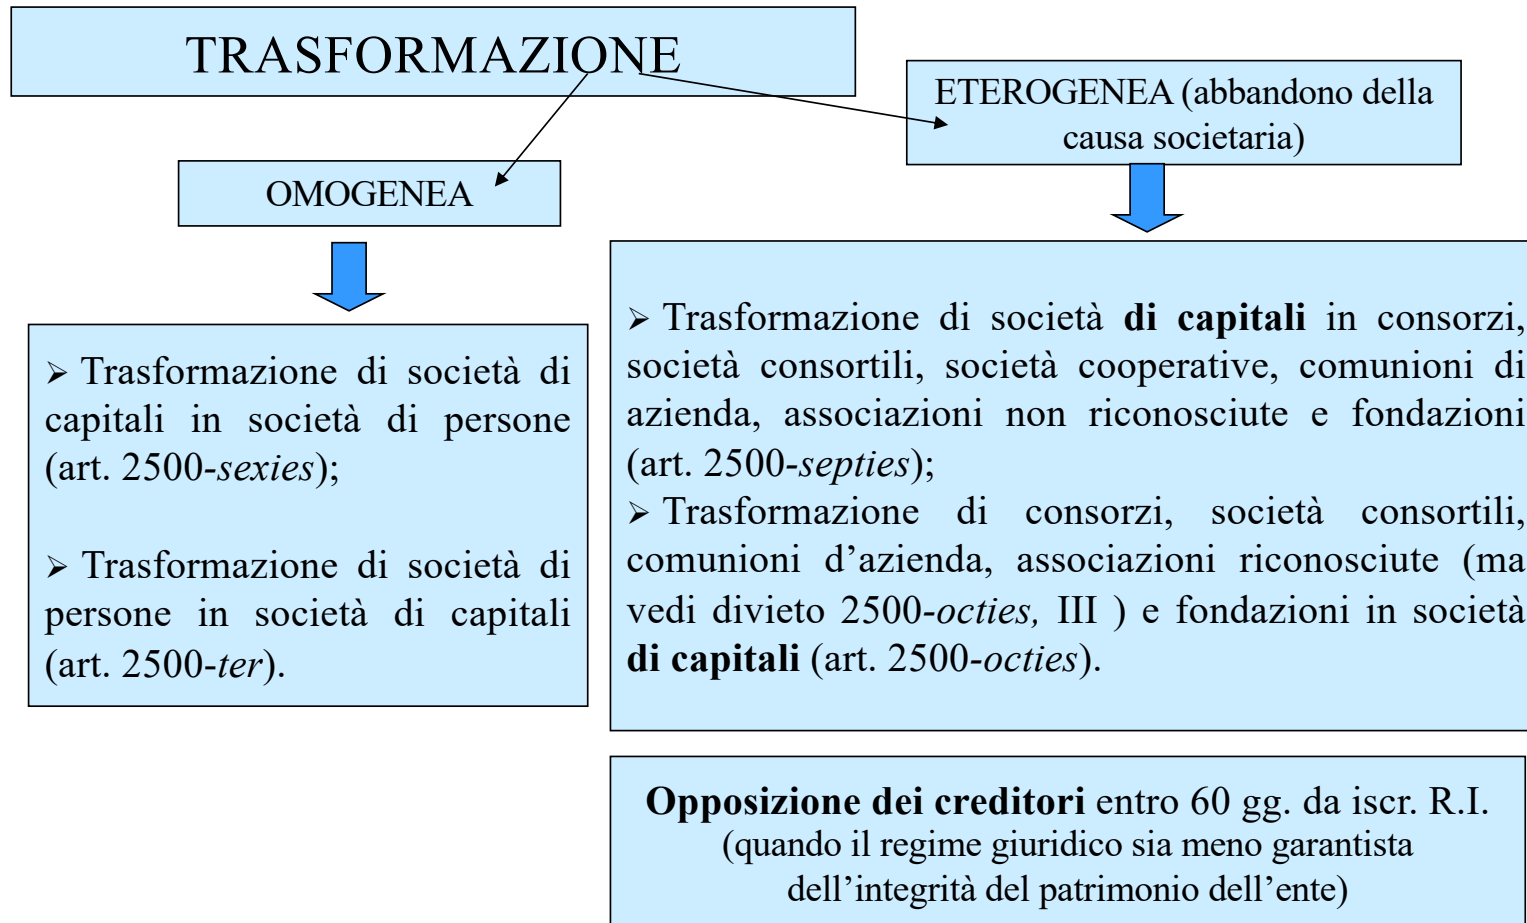 TRASFORMAZIONE
ETEROGENEA (abbandono della
causa societaria)
OMOGENEA
➢ Trasformazione di società di
capitali in società di persone
(art. 2500-sexies);
➢ Trasformazione di società di
persone in società di capitali
(art. 2500-ter).
➢ Trasformazione di società di capitali in consorzi,
società consortili, società cooperative, comunioni di
azienda, associazioni non riconosciute e fondazioni
(art. 2500-septies);
➢ Trasformazione di consorzi, società consortili,
comunioni d’azienda, associazioni riconosciute (ma
vedi divieto 2500-octies, III ) e fondazioni in società
di capitali (art. 2500-octies).
Opposizione dei creditori entro 60 gg. da iscr. R.I.
(quando il regime giuridico sia meno garantista
dell’integrità del patrimonio dell’ente)